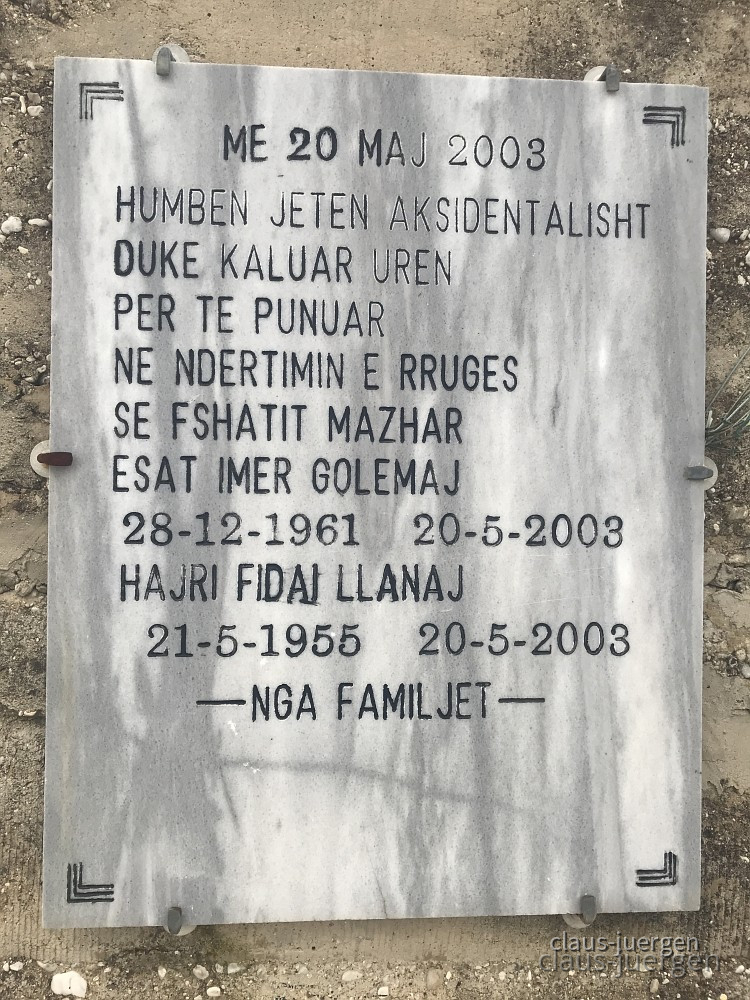 ME 20 MAJ 2003
HUMBEN JETEN AKSIDENTALISHT
DUKE KALUAR UREN
PER TE PUNUAR
NE NDERTIMIN E RRUGES
SE FSHATIT MAZHAR
ESAT IMER GOLEMAJ
28-12-1961 20-5-2003
HAJRI FIDAI LLANAJ
21-5-1955 20-5-2003
—NGA FAMILJET—
claus-juergen
claus-juergen